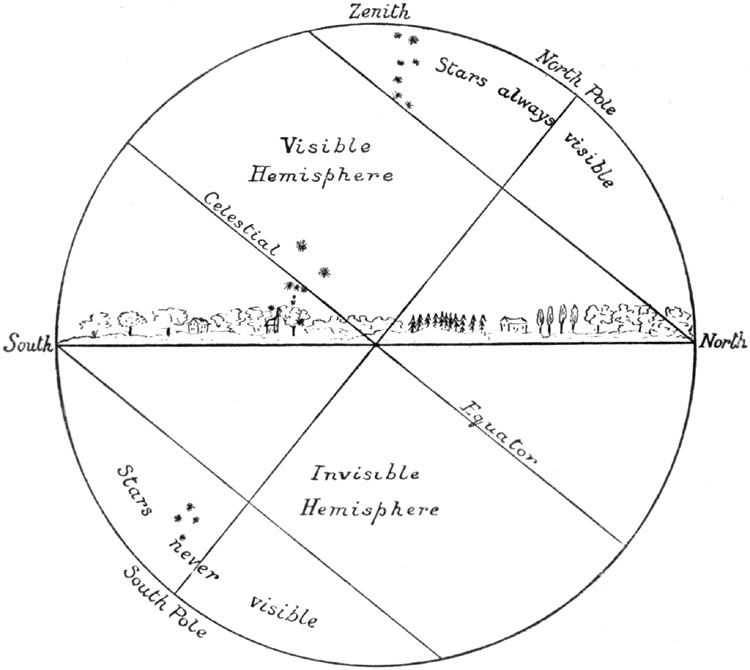 Zenith
North Pole
Stars always
visible
Visible
Hemisphere
Celestial
South
North
Equator
Invisible
Hemisphere
Stars
never
visible
South Pole